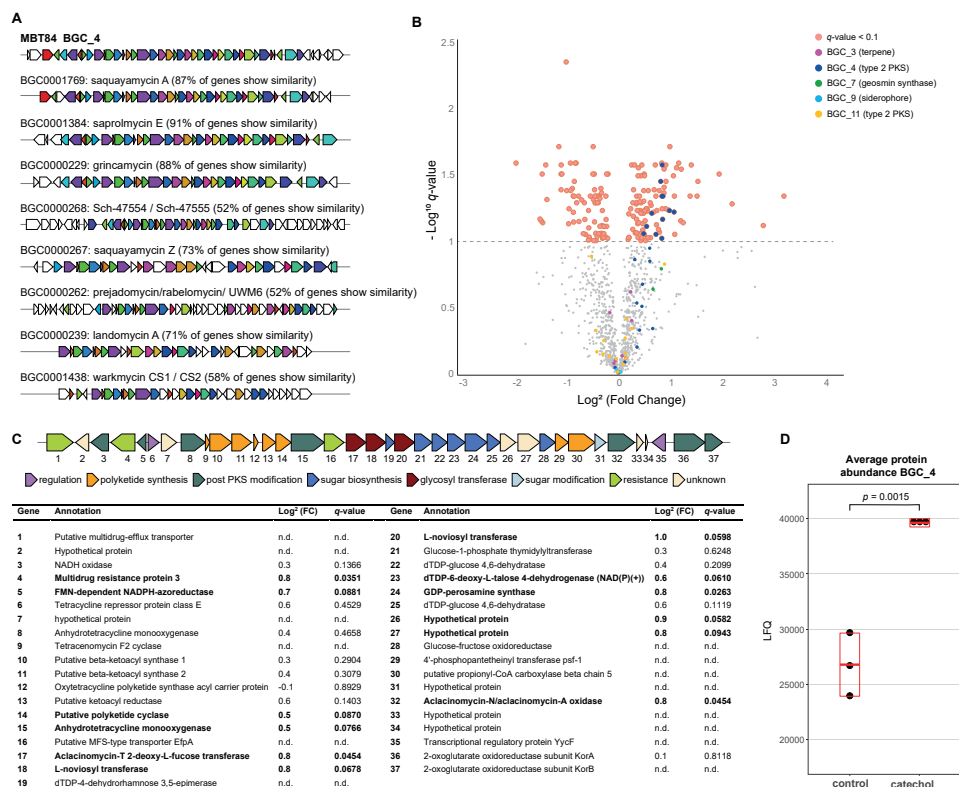 A
MBT84 BGC_4
BGC0001769: saquayamycin A (87% of genes show similarity)
BGC0001384: saprolmycin E (91% of genes show similarity)
BGC0000229: grincamycin (88% of genes show similarity)
BGC0000268: Sch-47554 / Sch-47555 (52% of genes show similarity)
BGC0000267: saquayamycin Z (73% of genes show similarity)
BGC0000262: prejadomycin/rabelomycin/ UWM6 (52% of genes show similarity)
BGC0000239: landomycin A (71% of genes show similarity)
BGC0001438: warkmycin CS1 / CS2 (58% of genes show similarity)
B
2.5
2
1.5
1
0.5
0
- Log¹⁰ q-value
-3 -2 -1 0 1 2 3 4
Log² (Fold Change)
q-value < 0.1
BGC_3 (terpene)
BGC_4 (type 2 PKS)
BGC_7 (geosmin synthase)
BGC_9 (siderophore)
BGC_11 (type 2 PKS)
C
1 2 3 4 5 6 7 8 9 10 11 12 13 14 15 16 17 18 19 20 21 22 23 24 25 26 27 28 29 30 31 32 33 34 35 36 37
regulation polyketide synthesis post PKS modification sugar biosynthesis glycosyl transferase sugar modification resistance unknown
Gene Annotation Log² (FC) q-value
1 Putative multidrug-efflux transporter n.d. n.d.
2 Hypothetical protein n.d. n.d.
3 NADH oxidase 0.3 0.1366
4 Multidrug resistance protein 3 0.8 0.0351
5 FMN-dependent NADPH-azoreductase 0.7 0.0881
6 Tetracycline repressor protein class E 0.6 0.4529
7 hypothetical protein n.d. n.d.
8 Anhydrotetracycline monooxygenase 0.4 0.4658
9 Tetracenomycin F2 cyclase n.d. n.d.
10 Putative beta-ketoacyl synthase 1 0.3 0.2904
11 Putative beta-ketoacyl synthase 2 0.4 0.3079
12 Oxytetracycline polyketide synthase acyl carrier protein -0.1 0.8929
13 Putative ketoacyl reductase 0.6 0.1403
14 Putative polyketide cyclase 0.5 0.0870
15 Anhydrotetracycline monooxygenase 0.5 0.0766
16 Putative MFS-type transporter EfpA n.d. n.d.
17 Aclacinomycin-T 2-deoxy-L-fucose transferase 0.8 0.0454
18 L-noviosyl transferase 0.8 0.0678
19 dTDP-4-dehydrorhamnose 3,5-epimerase n.d. n.d.
Gene Annotation Log² (FC) q-value
20 L-noviosyl transferase 1.0 0.0598
21 Glucose-1-phosphate thymidylyltransferase 0.3 0.6248
22 dTDP-glucose 4,6-dehydratase 0.4 0.2099
23 dTDP-6-deoxy-L-talose 4-dehydrogenase (NAD(P)(+)) 0.6 0.0610
24 GDP-perosamine synthase 0.8 0.0263
25 dTDP-glucose 4,6-dehydratase 0.6 0.1119
26 Hypothetical protein 0.9 0.0582
27 Hypothetical protein 0.8 0.0943
28 Glucose-fructose oxidoreductase n.d. n.d.
29 4'-phosphopantetheinyl transferase psf-1 n.d. n.d.
30 putative propionyl-CoA carboxylase beta chain 5 n.d. n.d.
31 Hypothetical protein n.d. n.d.
32 Aclacinomycin-N/aclacinomycin-A oxidase 0.8 0.0454
33 Hypothetical protein n.d. n.d.
34 Hypothetical protein n.d. n.d.
35 Transcriptional regulatory protein YycF n.d. n.d.
36 2-oxoglutarate oxidoreductase subunit KorA 0.1 0.8118
37 2-oxoglutarate oxidoreductase subunit KorB n.d. n.d.
D
Average protein
abundance BGC_4
p = 0.0015
40000
30000
25000
20000
LFQ
control catechol